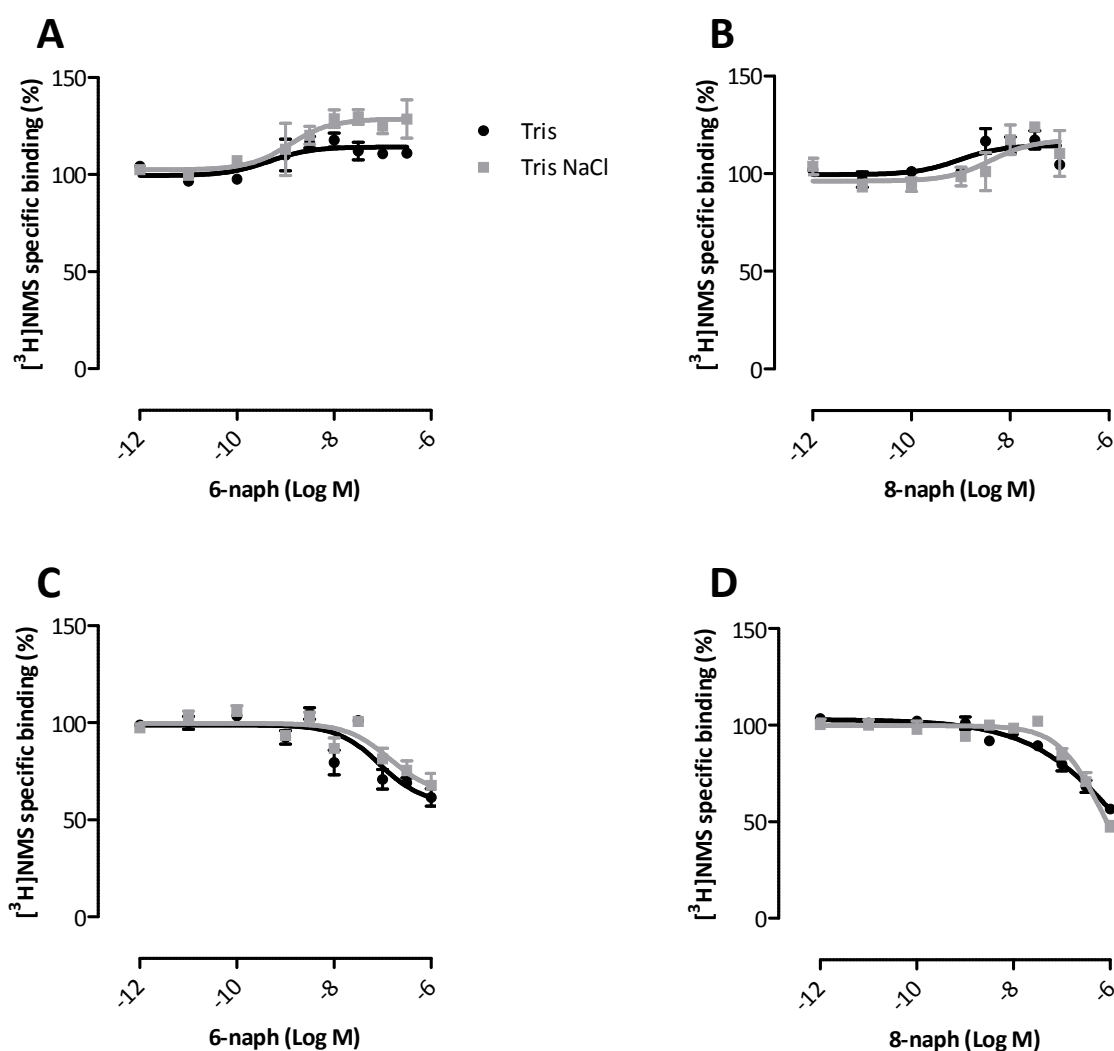 A
[³H]NMS specific binding (%)
150
100
50
0
-12
-10
-8
-6
6-naph (Log M)
Tris
Tris NaCl
B
[³H]NMS specific binding (%)
150
100
50
0
-12
-10
-8
-6
8-naph (Log M)
C
[³H]NMS specific binding (%)
150
100
50
0
-12
-10
-8
-6
6-naph (Log M)
D
[³H]NMS specific binding (%)
150
100
50
0
-12
-10
-8
-6
8-naph (Log M)